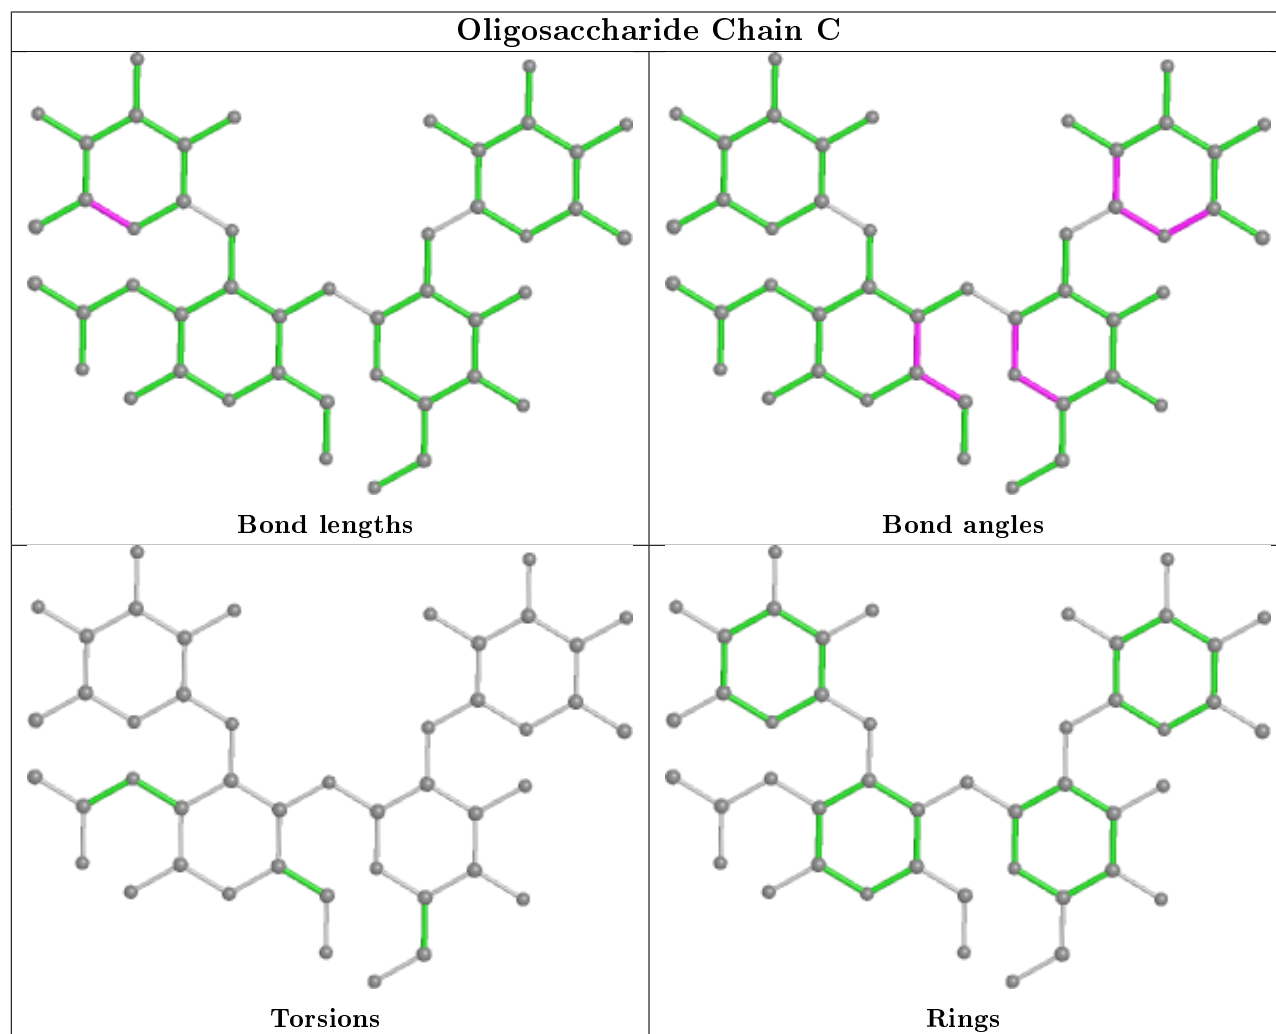 Oligosaccharide Chain C
Bond lengths
Bond angles
Torsions
Rings